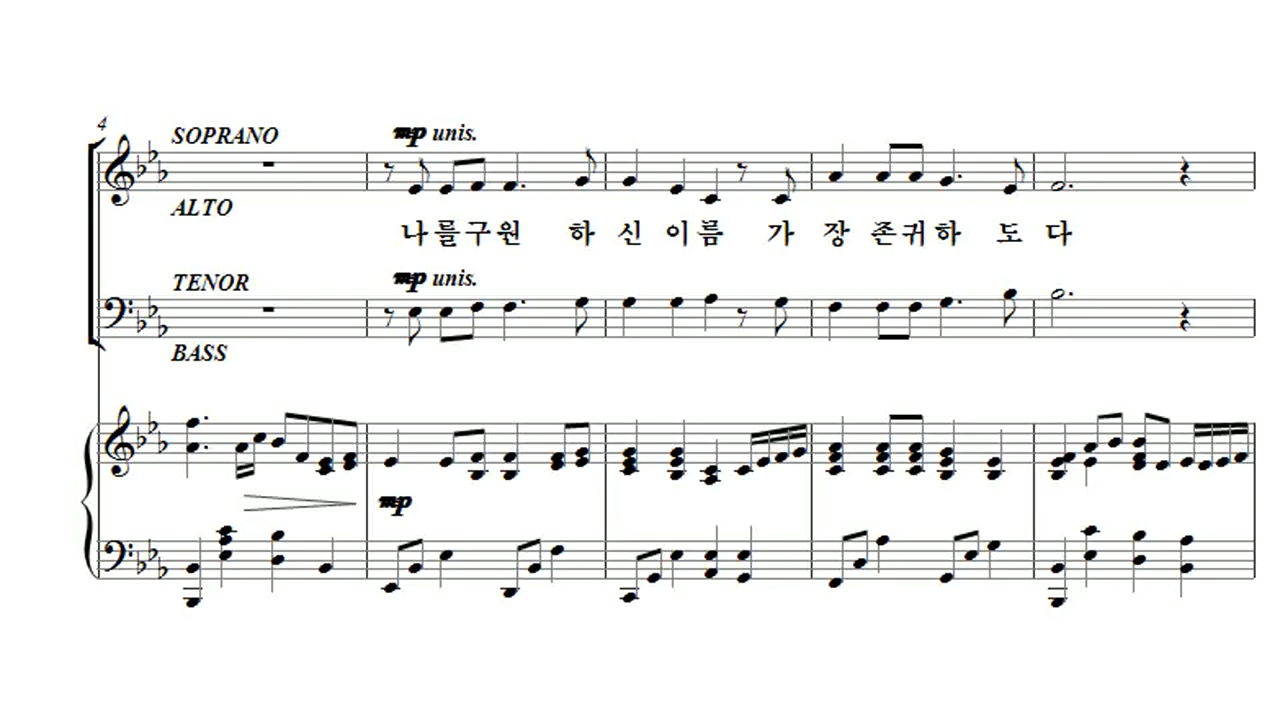 4
SOPRANO
mp unis.
ALTO
나를구원 하 신 이름 가 장 존귀하 도 다
TENOR
mp unis.
BASS
mp